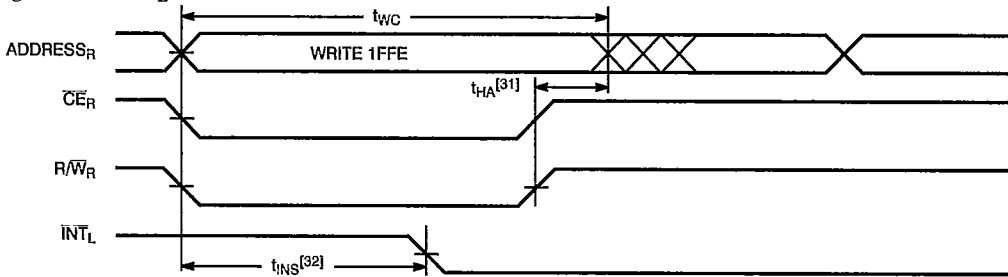 tWC
ADDRESSR
WRITE 1FFE
tHA[31]
CER
R/WR
INTL
tINS[32]